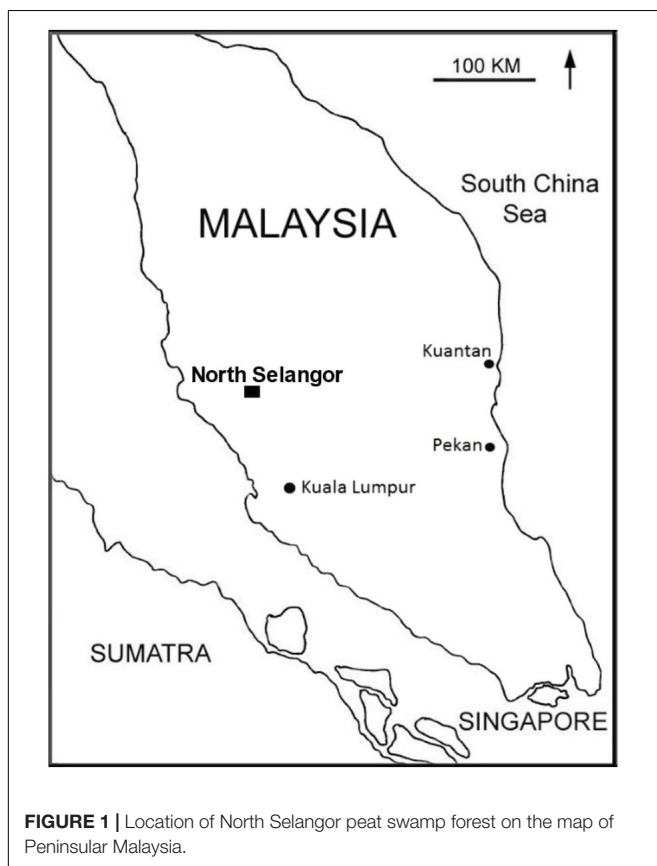 100 KM
South China
Sea
MALAYSIA
Kuantan
North Selangor
Pekan
Kuala Lumpur
SUMATRA
SINGAPORE
FIGURE 1 | Location of North Selangor peat swamp forest on the map of
Peninsular Malaysia.